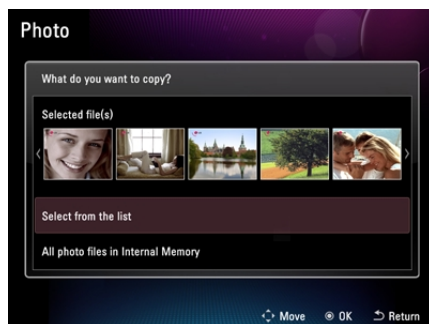 Photo
What do you want to copy?
Selected file(s)
Select from the list
All photo files in Internal Memory
Move OK Return